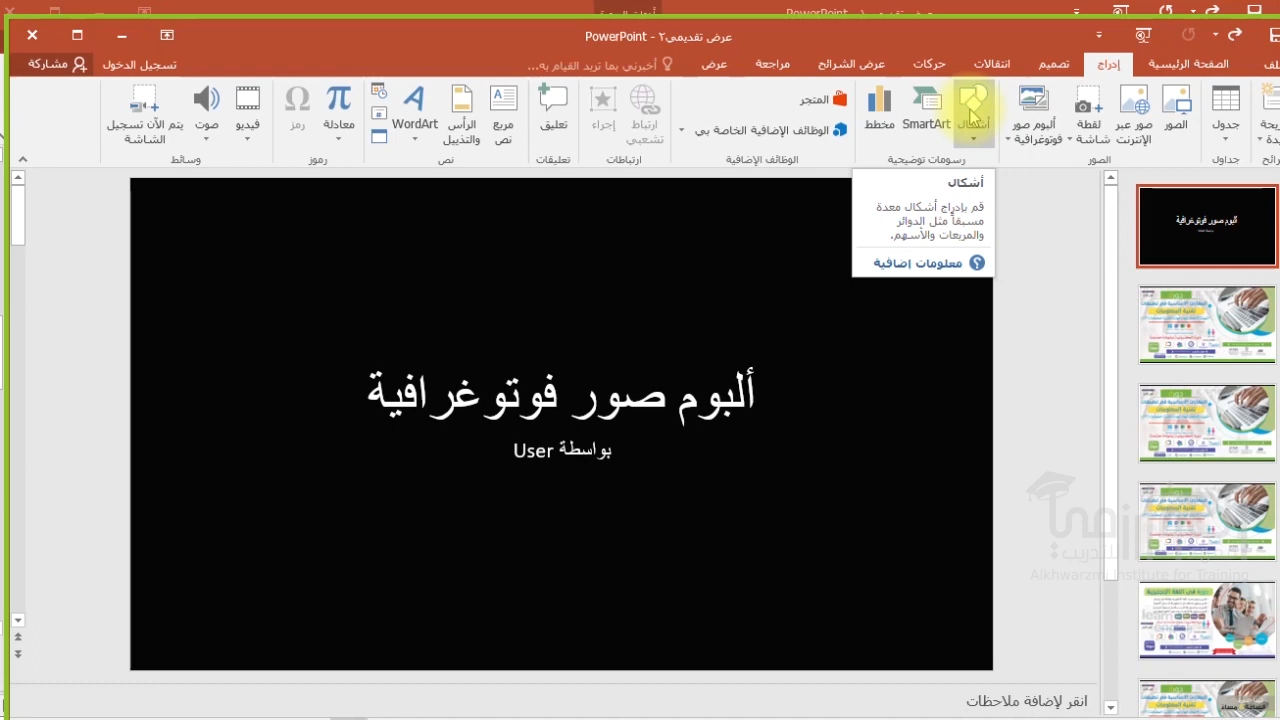 عرض تقديمي٢ - PowerPoint
إدراج
الصفحة الرئيسية
تصميم
انتقالات
حركات
عرض الشرائح
مراجعة
عرض
أخبرني بما تريد القيام به...
تسجيل الدخول
مشاركة
جدول
جداول
الصور
صور عبر الإنترنت
لقطة شاشة
ألبوم صور فوتوغرافية
الصور
أشكال
SmartArt
مخطط
رسومات توضيحية
المتجر
الوظائف الإضافية الخاصة بي
الوظائف الإضافية
ارتباط تشعبي
إجراء
ارتباطات
تعليق
تعليقات
مربع نص
الرأس والتذييل
WordArt
نص
معادلة
رمز
رموز
فيديو
صوت
يتم الآن تسجيل الشاشة
وسائط
أشكال
قم بإدراج أشكال معدة
مسبقاً مثل الدوائر
والمربعات والأسهم.
معلومات إضافية
ألبوم صور فوتوغرافية
بواسطة User
ألبوم صور فوتوغرافية
Alkhwarzmi Institute for Training
انقر لإضافة ملاحظات